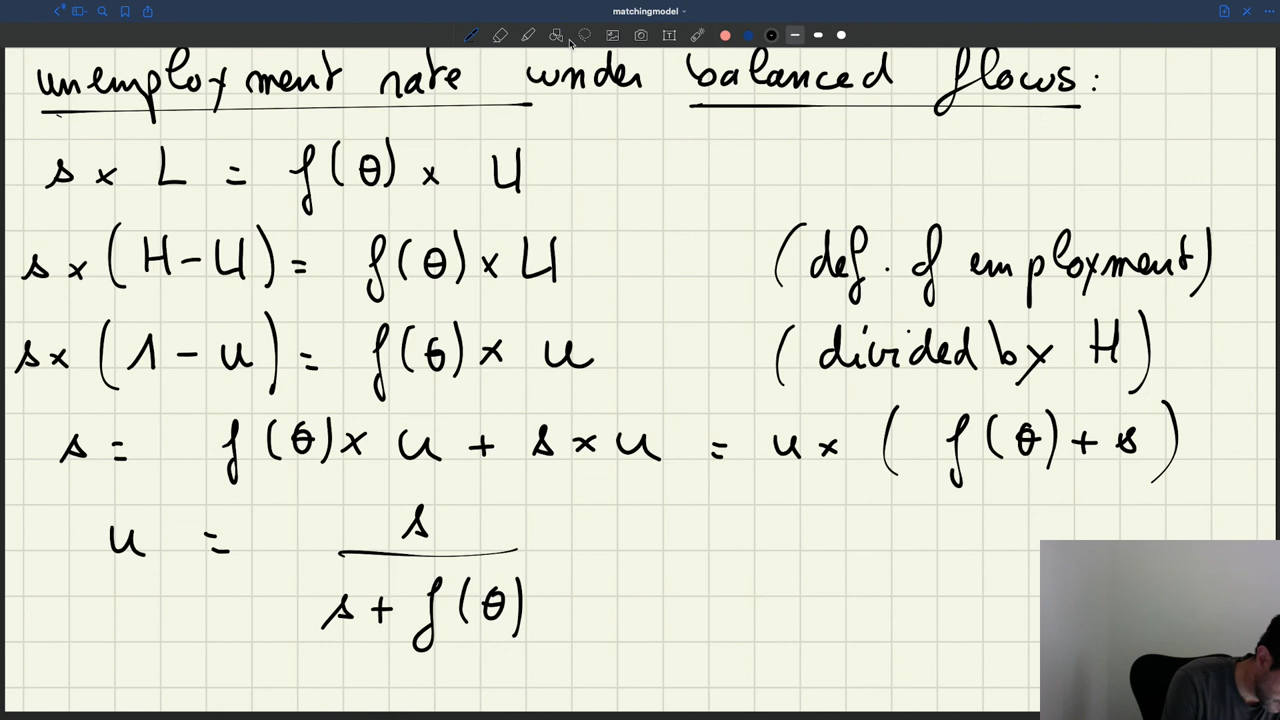 matchingmodel
unemployment rate under balanced flows:
s × L = f(θ) × U
s × (H - U) = f(θ) × U (def. of employment)
s × (1 - u) = f(θ) × u (divided by H)
s = f(θ) × u + s × u = u × (f(θ) + s)
u = s
s + f(θ)